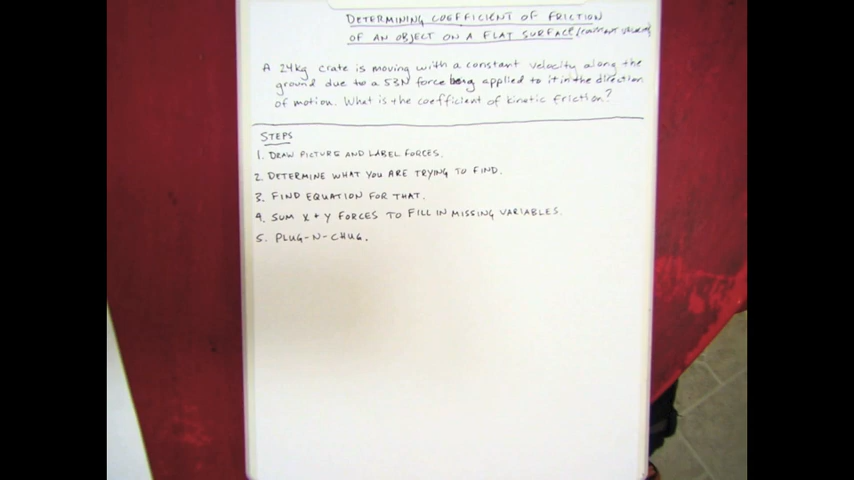 DETERMINING COEFFICIENT OF FRICTION
OF AN OBJECT ON A FLAT SURFACE (CONSTANT VELOCITY)
A 24kg crate is moving with a constant velocity along the
ground due to a 53N force being applied to it in the direction
of motion. What is the coefficient of kinetic friction?
STEPS
1. DRAW PICTURE AND LABEL FORCES.
2. DETERMINE WHAT YOU ARE TRYING TO FIND.
3. FIND EQUATION FOR THAT.
4. SUM X + Y FORCES TO FILL IN MISSING VARIABLES.
5. PLUG-N-CHUG.